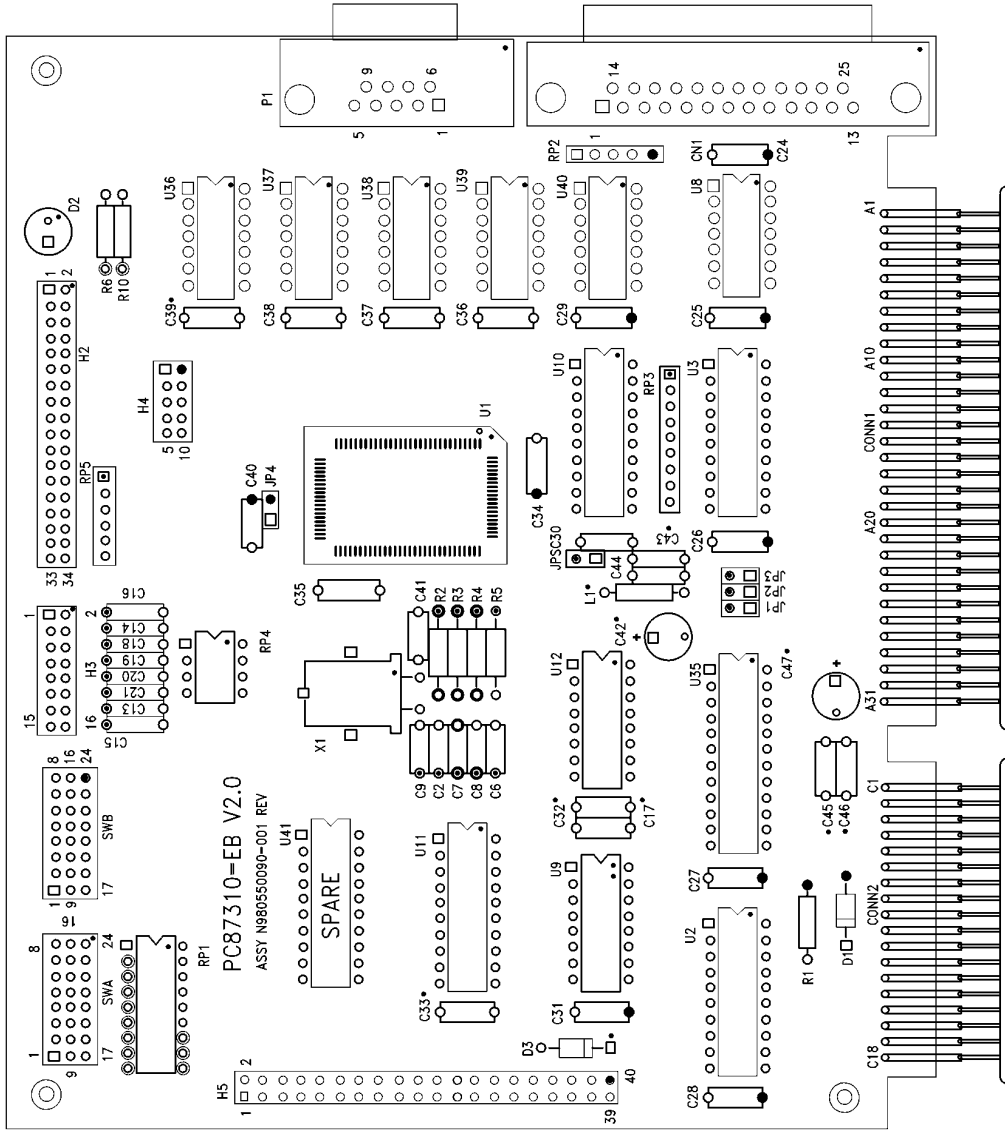 P1
9
6
5
1
14
25
13
RP2
1
CN1
C24
D2
R6
R10
U36
U37
U38
U39
U40
U8
A1
1
2
H2
33
34
C39*
C38
C37
C36
C29
C25
H4
5
10
RP5
U1
U10
RP3
U3
A10
CONN1
C40
JP4
C34
JPSC30
C43*
C26
A20
C44
L1*
JP3
JP2
JP1
1
2
H3
15
16
C16
C14
C18
C19
C20
C21
C13
C15
RP4
C35
C41
R2
R3
R4
R5
X1
C42*
+
U12
U35
C47*
+
A31
8
16
24
SWB
1
9
17
C9
C2
C7
C8
C6
C32*
C17*
*C45
*C46
C1
PC87310=EB V2.0
ASSY N980550090-001 REV
U41
SPARE
U11
U9
C27
CONN2
16
8
24
SWA
1
9
17
RP1
U2
R1
D1
C33*
C31
D3
C18
H5
2
1
40
39
C28